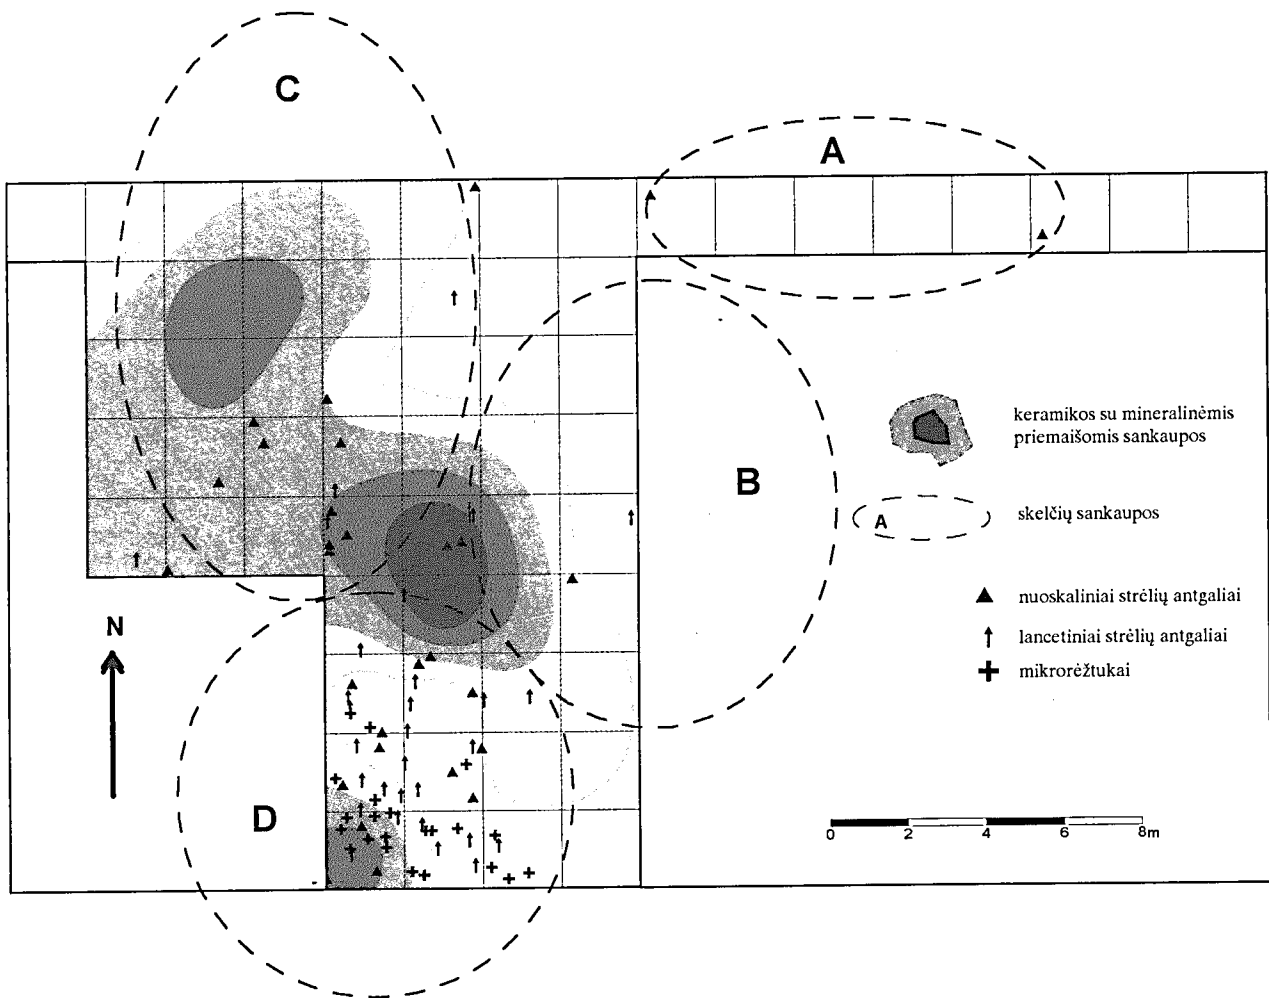 C
A
B
keramikos su mineralinėmis
priemaišomis sankaupos
A
skelčių sankaupos
nuoskaliniai strėlių antgaliai
lancetiniai strėlių antgaliai
mikrorėžtukai
N
D
0 2 4 6 8m